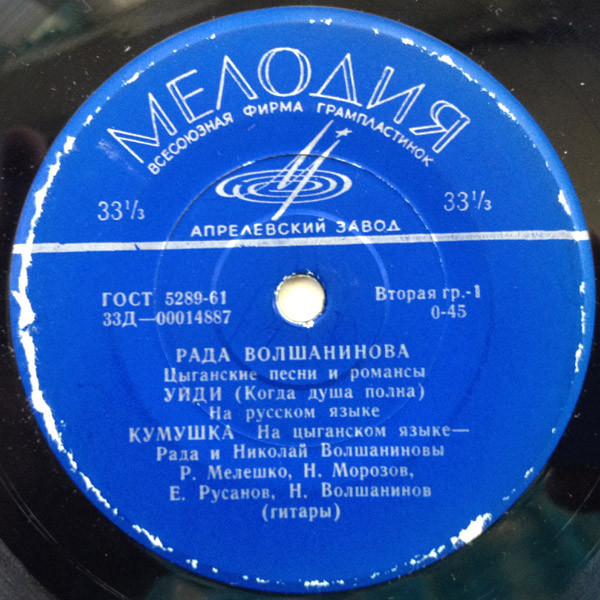 МЕЛОДИЯ
ВСЕСОЮЗНАЯ ФИРМА ГРАМПЛАСТИНОК
33⅓ 33⅓
АПРЕЛЕВСКИЙ ЗАВОД
ГОСТ 5289-61 Вторая гр.-1
33Д—00014887 0-45
РАДА ВОЛШАНИНОВА
Цыганские песни и романсы
УЙДИ (Когда душа полна)
На русском языке
КУМУШКА На цыганском языке—
Рада и Николай Волшаниновы
Р. Мелешко, Н. Морозов,
Е. Русанов, Н. Волшанинов
(гитары)